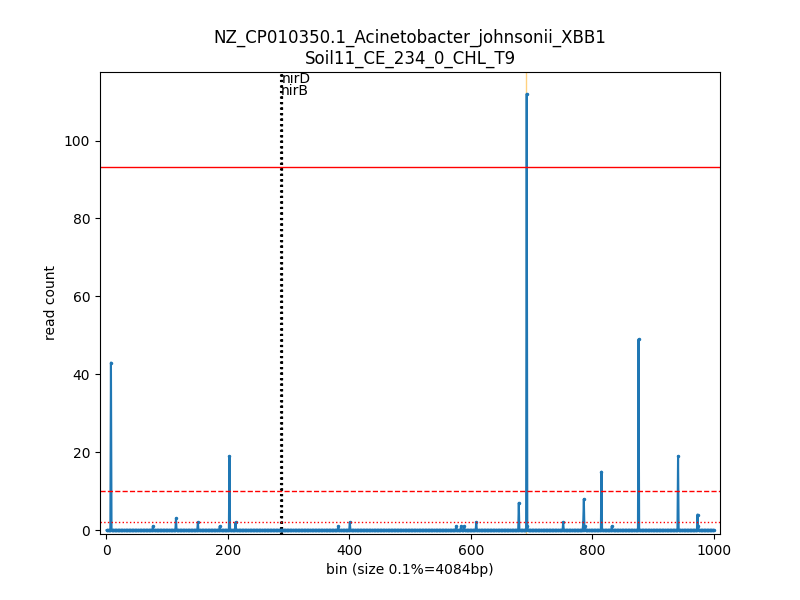 NZ_CP010350.1_Acinetobacter_johnsonii_XBB1
Soil11_CE_234_0_CHL_T9
nirD
nirB
100
80
60
40
20
0
read count
0 200 400 600 800 1000
bin (size 0.1%=4084bp)